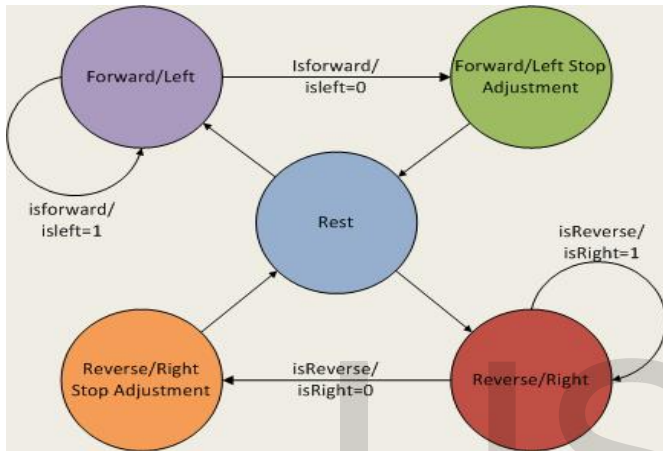 Forward/Left
Isforward/
isleft=0
Forward/Left Stop
Adjustment
isforward/
isleft=1
Rest
isReverse/
isRight=1
Reverse/Right
Stop Adjustment
isReverse/
isRight=0
Reverse/Right